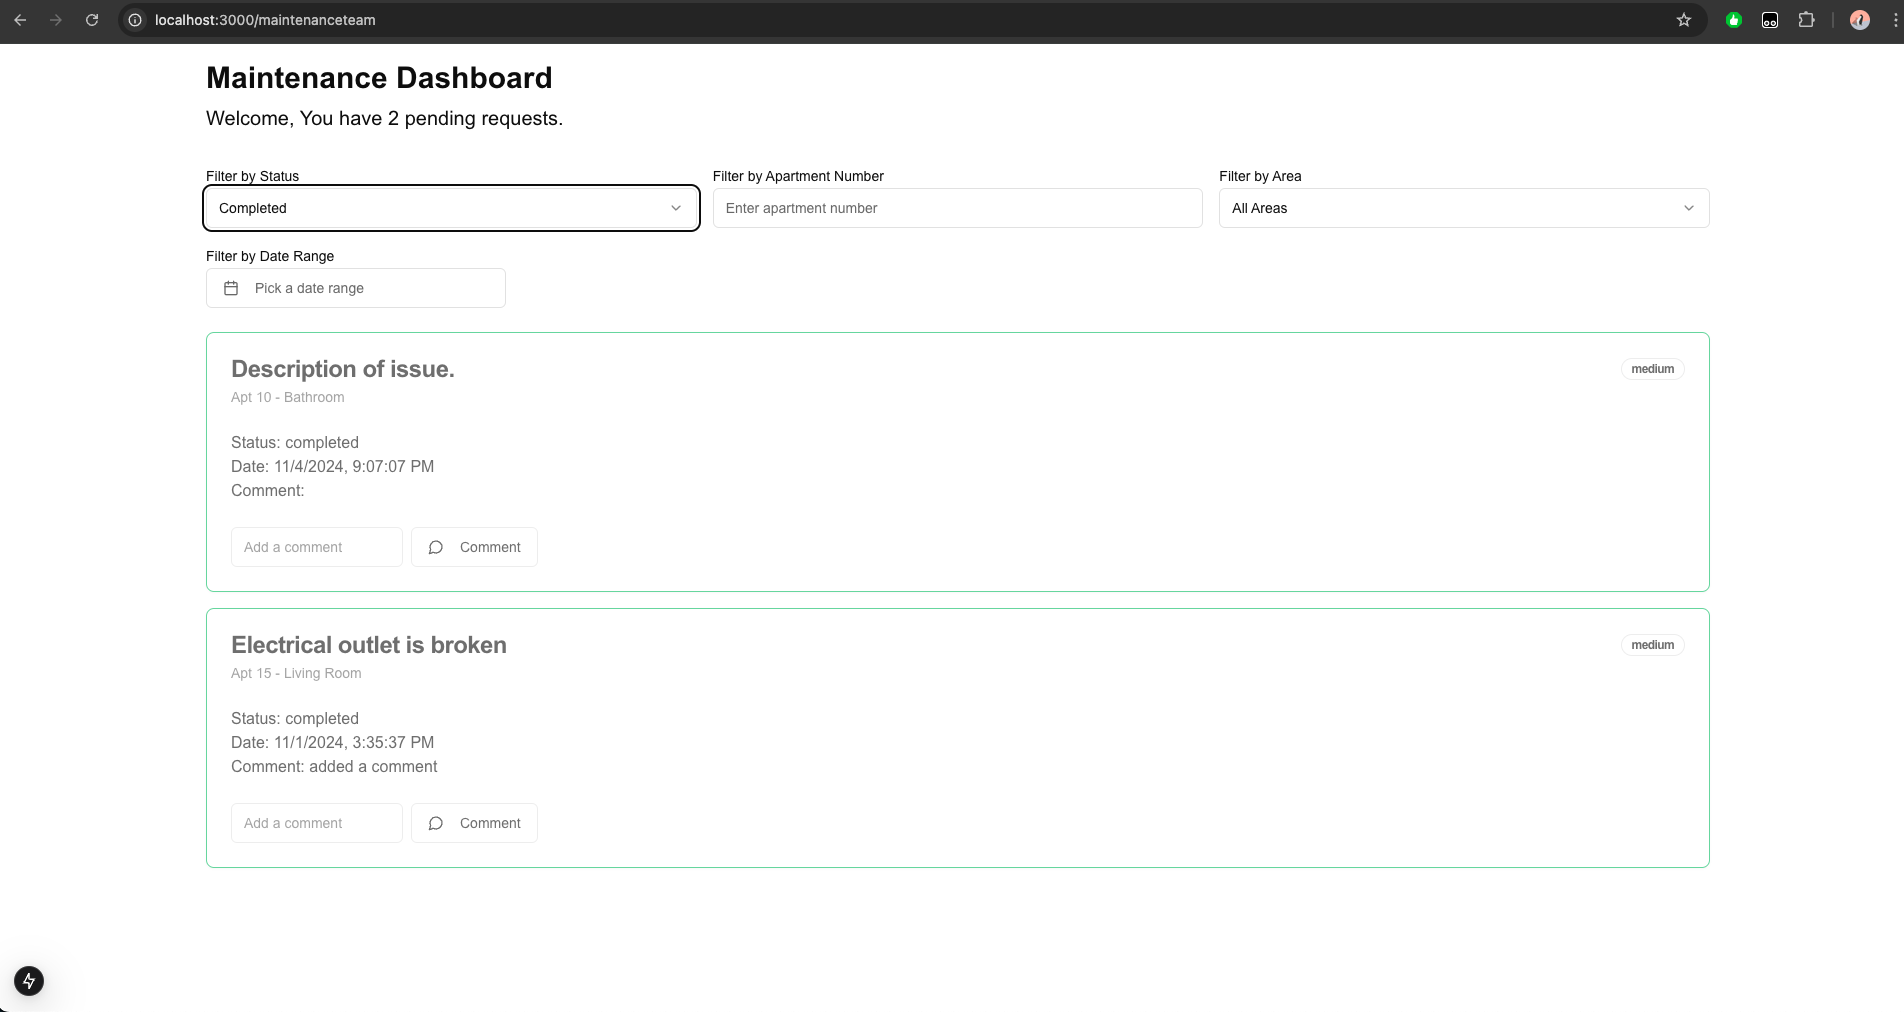 localhost:3000/maintenanceteam
Maintenance Dashboard
Welcome, You have 2 pending requests.
Filter by Status
Filter by Apartment Number
Filter by Area
Completed
Enter apartment number
All Areas
Filter by Date Range
Pick a date range
Description of issue.
medium
Apt 10 - Bathroom
Status: completed
Date: 11/4/2024, 9:07:07 PM
Comment:
Add a comment
Comment
Electrical outlet is broken
medium
Apt 15 - Living Room
Status: completed
Date: 11/1/2024, 3:35:37 PM
Comment: added a comment
Add a comment
Comment